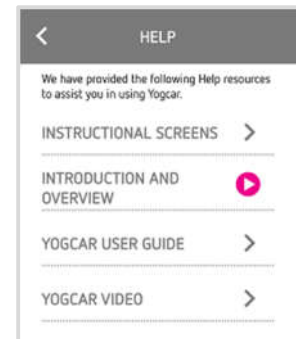 HELP
We have provided the following Help resources
to assist you in using Yogcar.
INSTRUCTIONAL SCREENS
INTRODUCTION AND
OVERVIEW
YOGCAR USER GUIDE
YOGCAR VIDEO